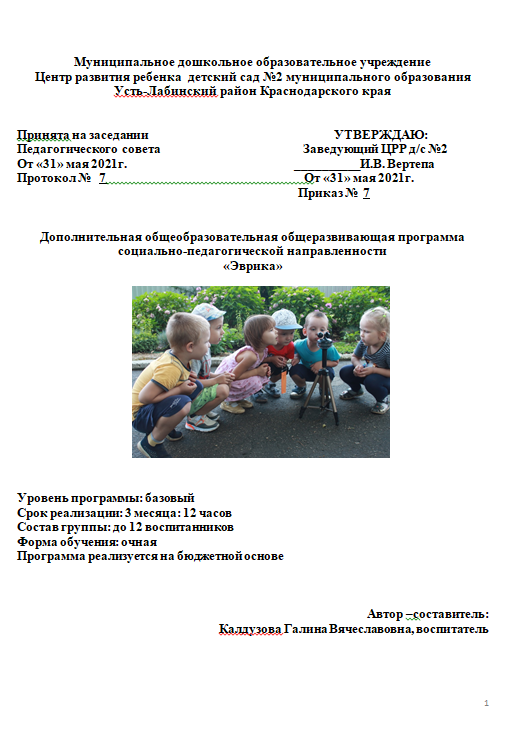 Муниципальное дошкольное образовательное учреждение
Центр развития ребенка детский сад №2 муниципального образования
Усть-Лабинский район Краснодарского края
Принята на заседании УТВЕРЖДАЮ:
Педагогического совета Заведующий ЦРР д/с №2
От «31» мая 2021г. ___________И.В. Вертепа
Протокол № 7 От «31» мая 2021г.
Приказ № 7
Дополнительная общеобразовательная общеразвивающая программа
социально-педагогической направленности
«Эврика»
Уровень программы: базовый
Срок реализации: 3 месяца: 12 часов
Состав группы: до 12 воспитанников
Форма обучения: очная
Программа реализуется на бюджетной основе
Автор –составитель:
Калдузова Галина Вячеславовна, воспитатель
1